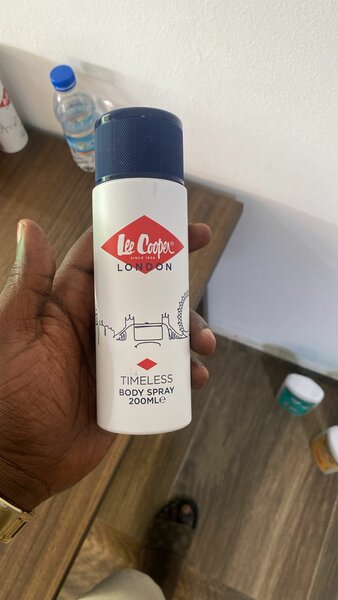 Lee Cooper®
SINCE 1908
LONDON
TIMELESS
BODY SPRAY
200ML℮